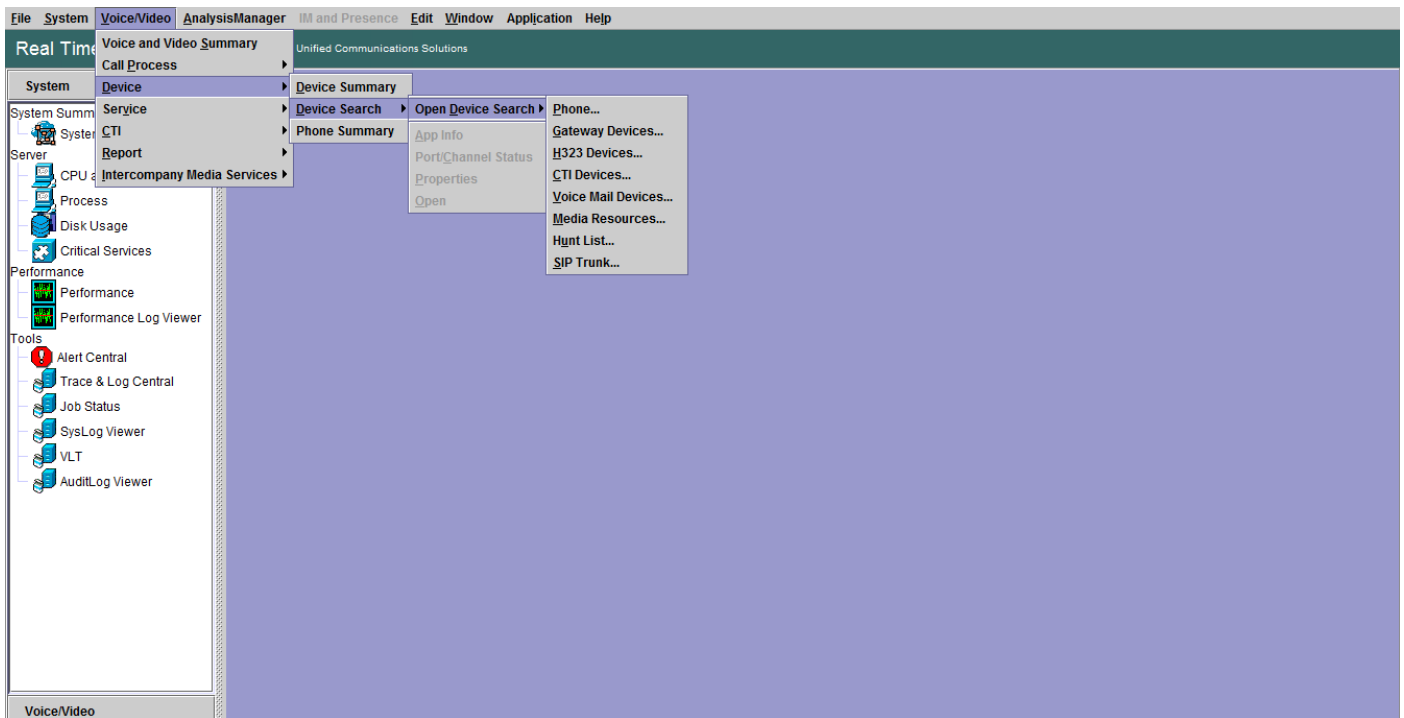 File System Voice/Video AnalysisManager IM and Presence Edit Window Application Help
Real Time
Unified Communications Solutions
Voice and Video Summary
Call Process
Device
Service
CTI
Report
Intercompany Media Services
Device Summary
Device Search
Phone Summary
Open Device Search
App Info
Port/Channel Status
Properties
Open
Phone...
Gateway Devices...
H323 Devices...
CTI Devices...
Voice Mail Devices...
Media Resources...
Hunt List...
SIP Trunk...
System
System Summ
Syster
Server
CPU a
Process
Disk Usage
Critical Services
Performance
Performance
Performance Log Viewer
Tools
Alert Central
Trace & Log Central
Job Status
SysLog Viewer
VLT
AuditLog Viewer
Voice/Video